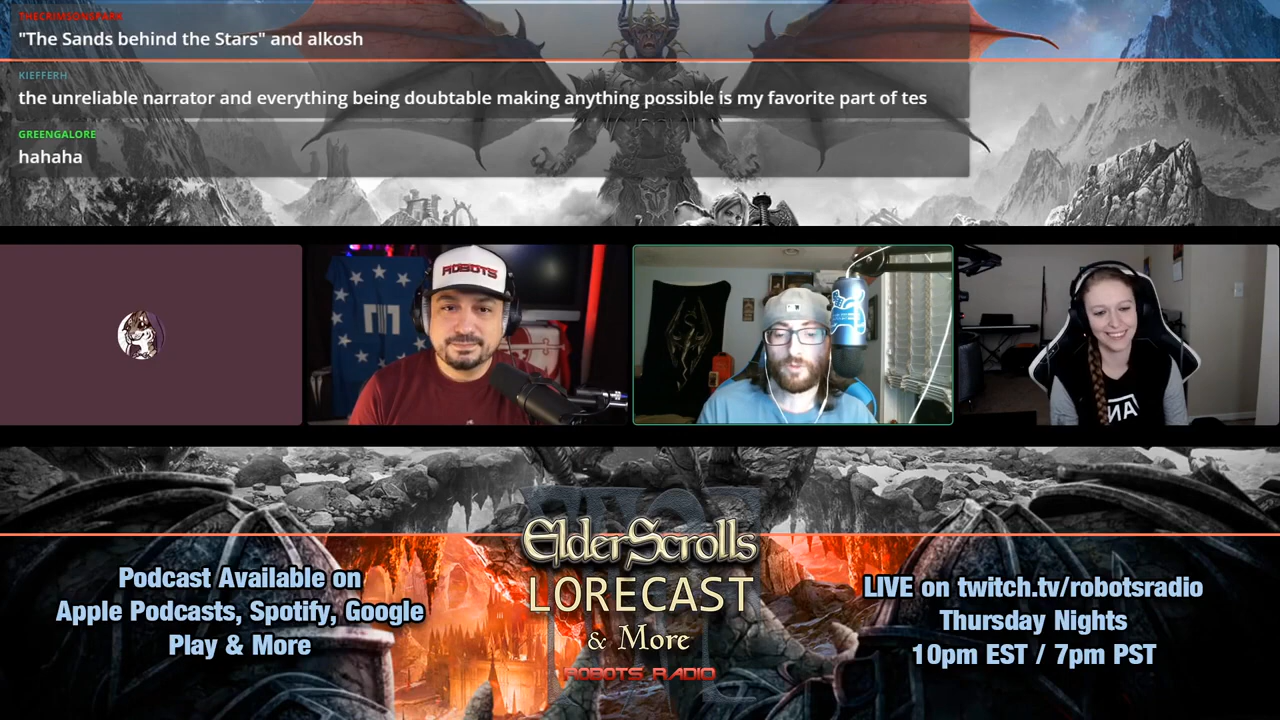 THECRIMSONSPARK
"The Sands behind the Stars" and alkosh
KIEFFERH
the unreliable narrator and everything being doubtable making anything possible is my favorite part of tes
GREENGALORE
hahaha
ROBOTS
ElderScrolls
LORECAST
& More
ROBOTS RADIO
Podcast Available on
Apple Podcasts, Spotify, Google
Play & More
LIVE on twitch.tv/robotsradio
Thursday Nights
10pm EST / 7pm PST